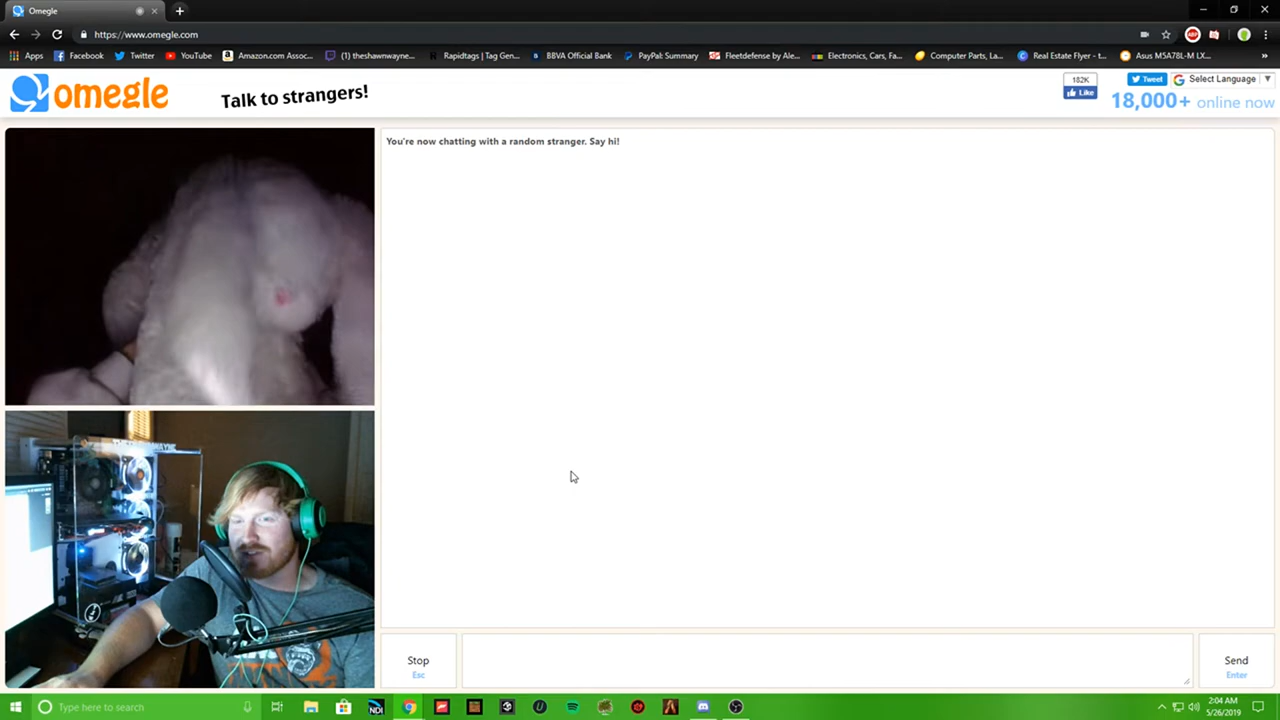 Omegle
https://www.omegle.com
Apps Facebook Twitter YouTube Amazon.com Assoc... (1) theshawnwayne... Rapidtags | Tag Gen... BBVA Official Bank PayPal: Summary Fleetdefense by Ale... Electronics, Cars, Fa... Computer Parts, La... Real Estate Flyer – t... Asus M5A78L-M LX...
omegle
Talk to strangers!
182K
Like
Tweet
Select Language
18,000+ online now
You're now chatting with a random stranger. Say hi!
Stop
Esc
Send
Enter
Type here to search
NDI
2:04 AM
5/26/2019